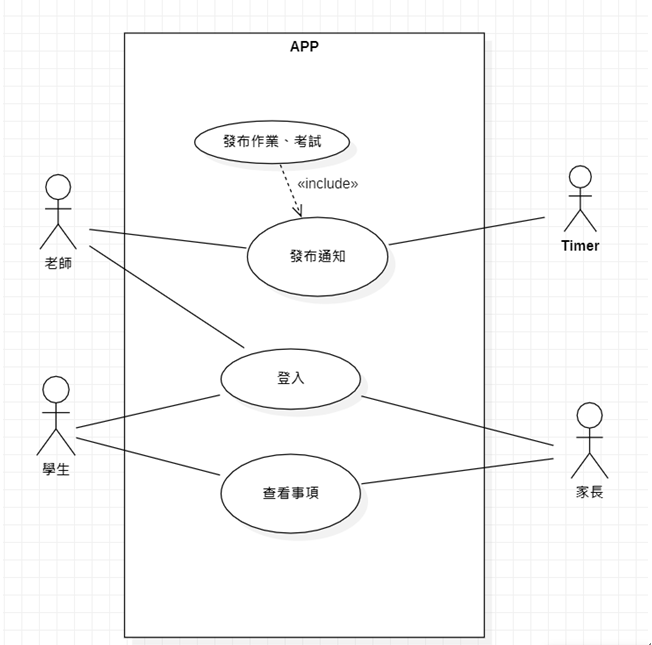 APP
發布作業、考試
«include»
發布通知
老師
Timer
登入
學生
查看事項
家長